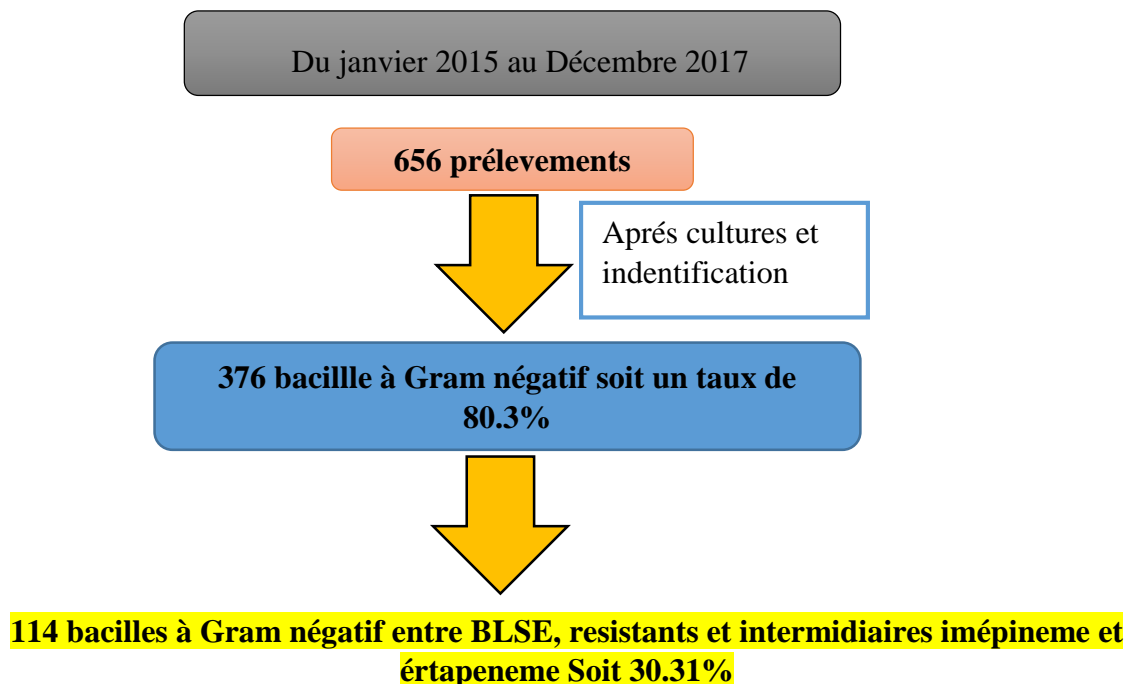 Du janvier 2015 au Décembre 2017
656 prélevements
Aprés cultures et
indentification
376 bacillle à Gram négatif soit un taux de
80.3%
114 bacilles à Gram négatif entre BLSE, resistants et intermidiaires imépineme et
értapeneme Soit 30.31%